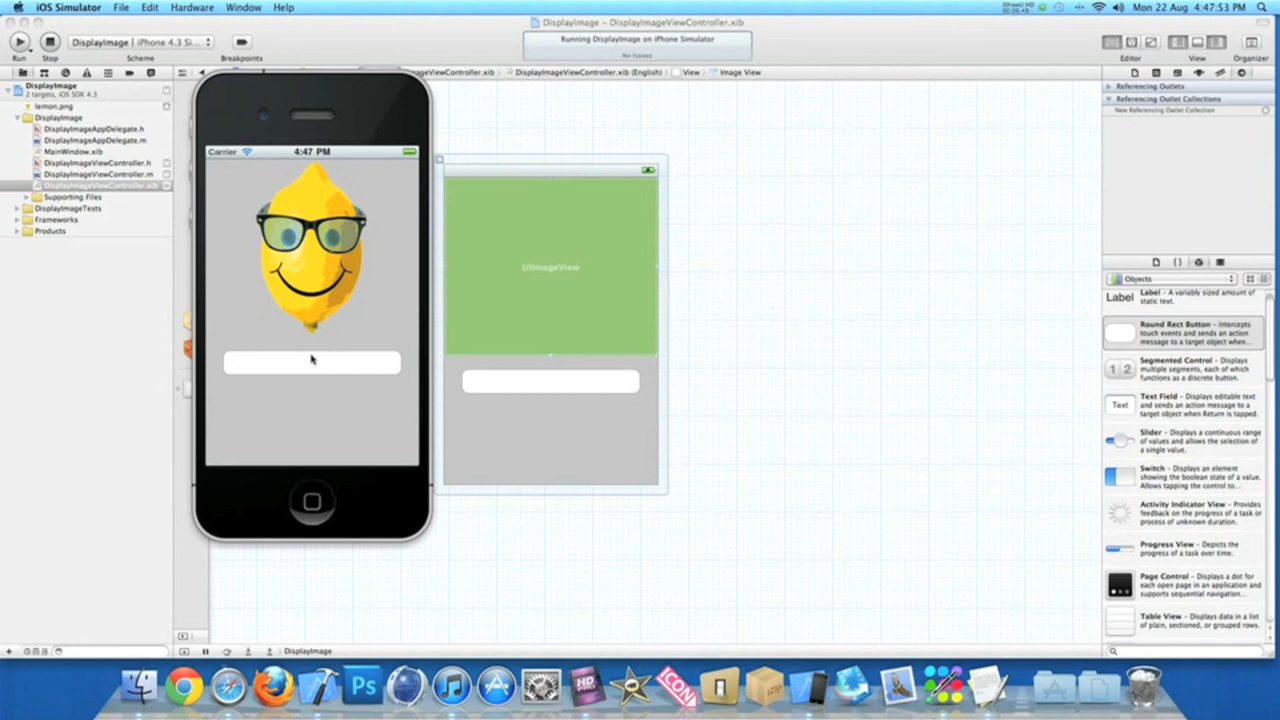 iOS Simulator File Edit Hardware Window Help
Mon 22 Aug 4:47:53 PM
DisplayImage - DisplayImageViewController.xib
DisplayImage | iPhone 4.3 Si...
Running DisplayImage on iPhone Simulator
No Issues
Run Stop Scheme Breakpoints
Editor View Organizer
ewController.xib DisplayImageViewController.xib (English) View Image View
DisplayImage
2 targets, iOS SDK 4.3
lemon.png
DisplayImage
DisplayImageAppDelegate.h
DisplayImageAppDelegate.m
MainWindow.xib
DisplayImageViewController.h
DisplayImageViewController.m
DisplayImageViewController.xib
Supporting Files
DisplayImageTests
Frameworks
Products
Carrier 4:47 PM
UIImageView
Referencing Outlets
Referencing Outlet Collections
New Referencing Outlet Collection
Objects
Label
Label - A variably sized amount of
static text.
Round Rect Button - Intercepts
touch events and sends an action
message to a target object when...
1 2
Segmented Control - Displays
multiple segments, each of which
functions as a discrete button.
Text
Text Field - Displays editable text
and sends an action message to a
target object when Return is tapped.
Slider - Displays a continuous range
of values and allows the selection of
a single value.
Switch - Displays an element
showing the boolean state of a value.
Allows tapping the control to...
Activity Indicator View - Provides
feedback on the progress of a task or
process of unknown duration.
Progress View - Depicts the
progress of a task over time.
Page Control - Displays a dot for
each open page in an application and
supports sequential navigation...
Table View - Displays data in a list
of plain, sectioned, or grouped rows.
DisplayImage
Ps
HD
ICON